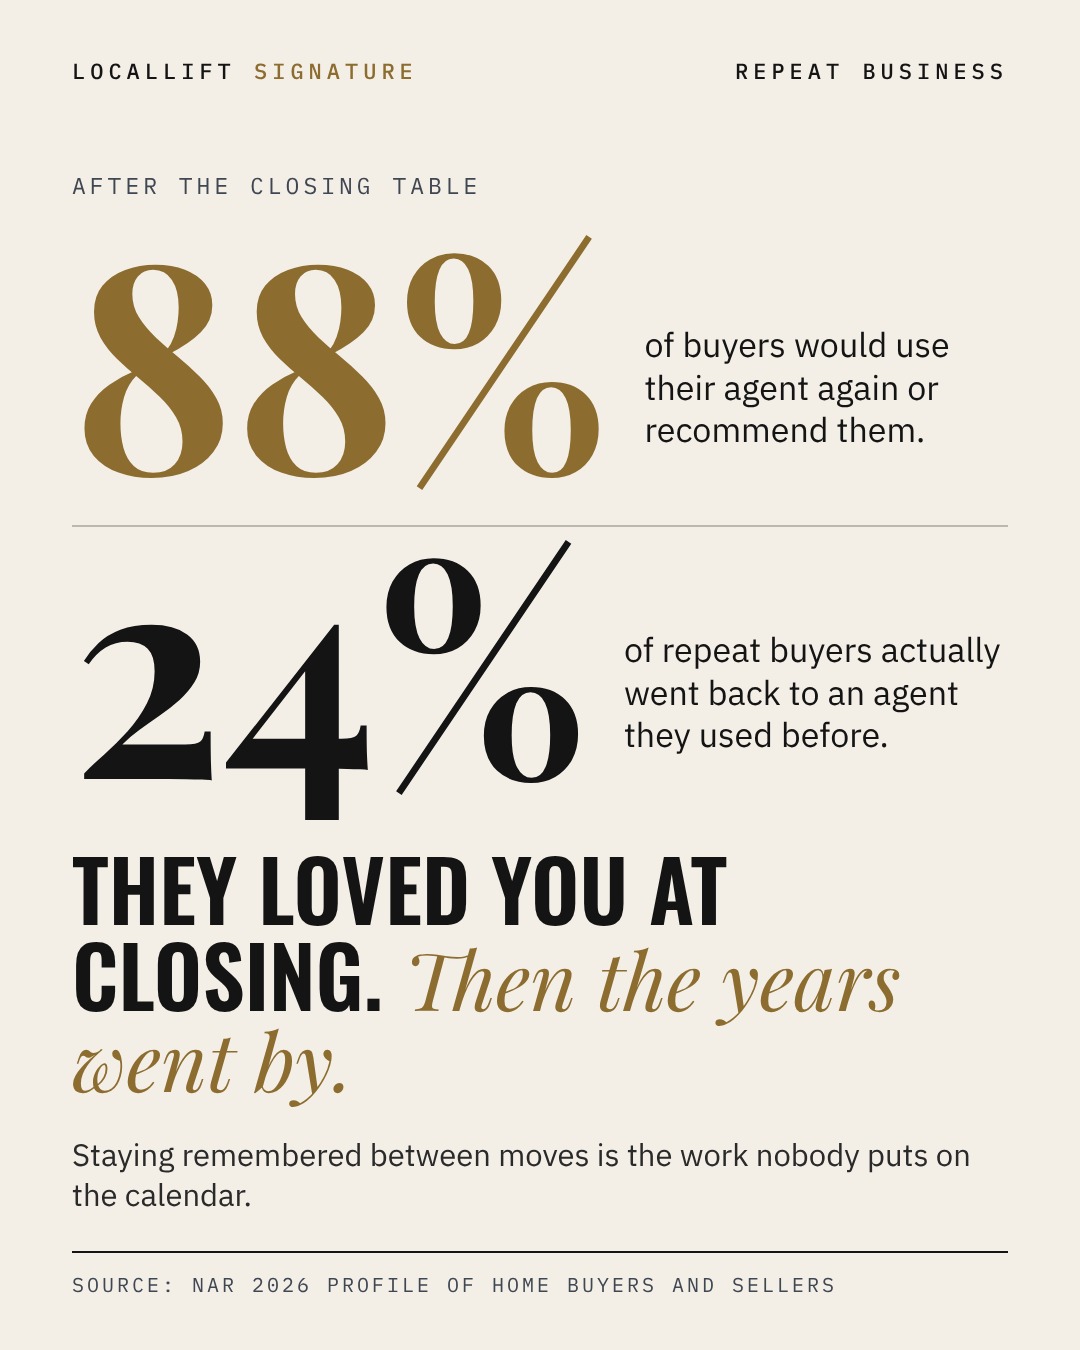 LOCALLIFT SIGNATURE
REPEAT BUSINESS
AFTER THE CLOSING TABLE
88%
of buyers would use
their agent again or
recommend them.
24%
of repeat buyers actually
went back to an agent
they used before.
THEY LOVED YOU AT
CLOSING. Then the years
went by.
Staying remembered between moves is the work nobody puts on
the calendar.
SOURCE: NAR 2026 PROFILE OF HOME BUYERS AND SELLERS